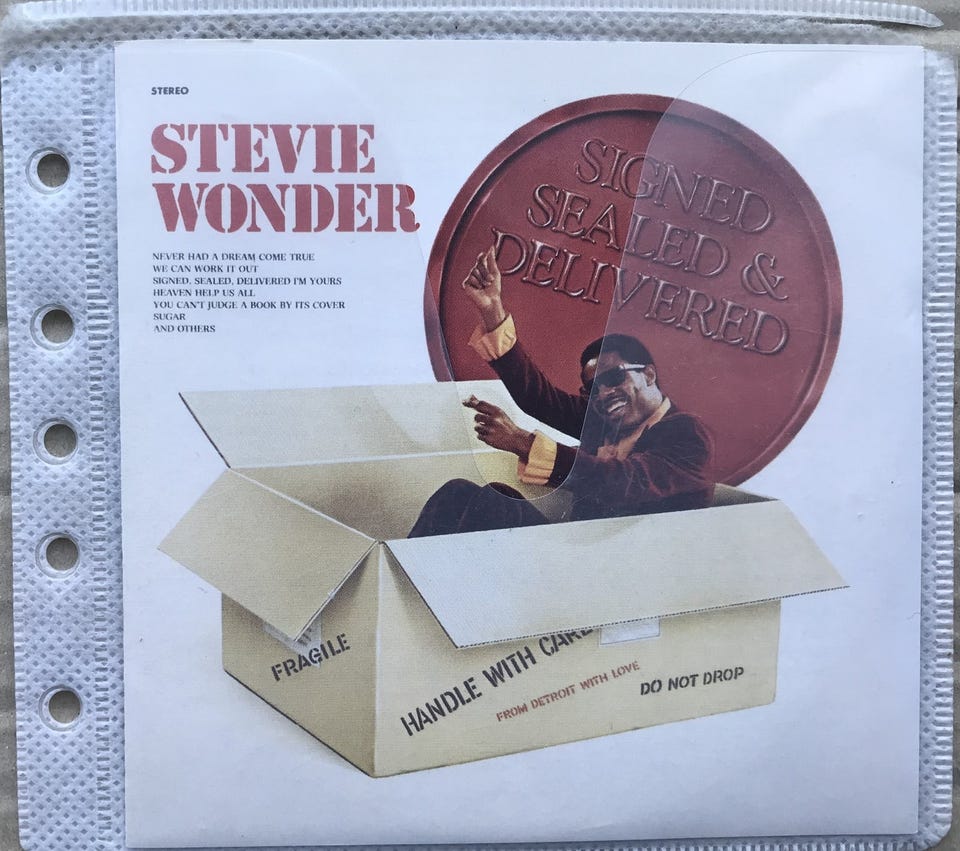 STEREO
STEVIE
WONDER
NEVER HAD A DREAM COME TRUE
WE CAN WORK IT OUT
SIGNED, SEALED, DELIVERED I'M YOURS
HEAVEN HELP US ALL
YOU CAN'T JUDGE A BOOK BY ITS COVER
SUGAR
AND OTHERS
SIGNED
SEALED &
DELIVERED
FRAGILE
HANDLE WITH CARE
FROM DETROIT WITH LOVE
DO NOT DROP